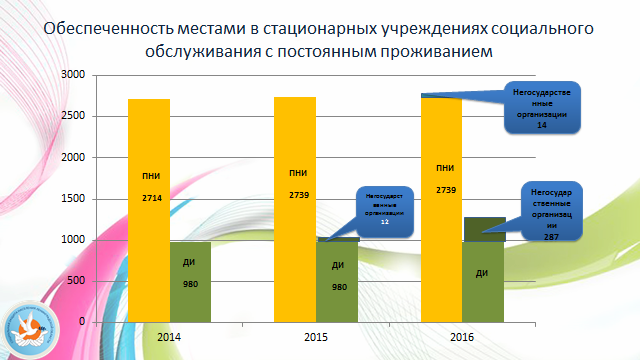 Обеспеченность местами в стационарных учреждениях социального
обслуживания с постоянным проживанием
3000
2500
2000
1500
1000
500
0
ПНИ
2714
ДИ
980
ПНИ
2739
ДИ
980
Негосударст
венные
организации
12
ПНИ
2739
ДИ
Негосударстве
нные
организации
14
Негосудар
ственные
организац
ии
287
2014
2015
2016